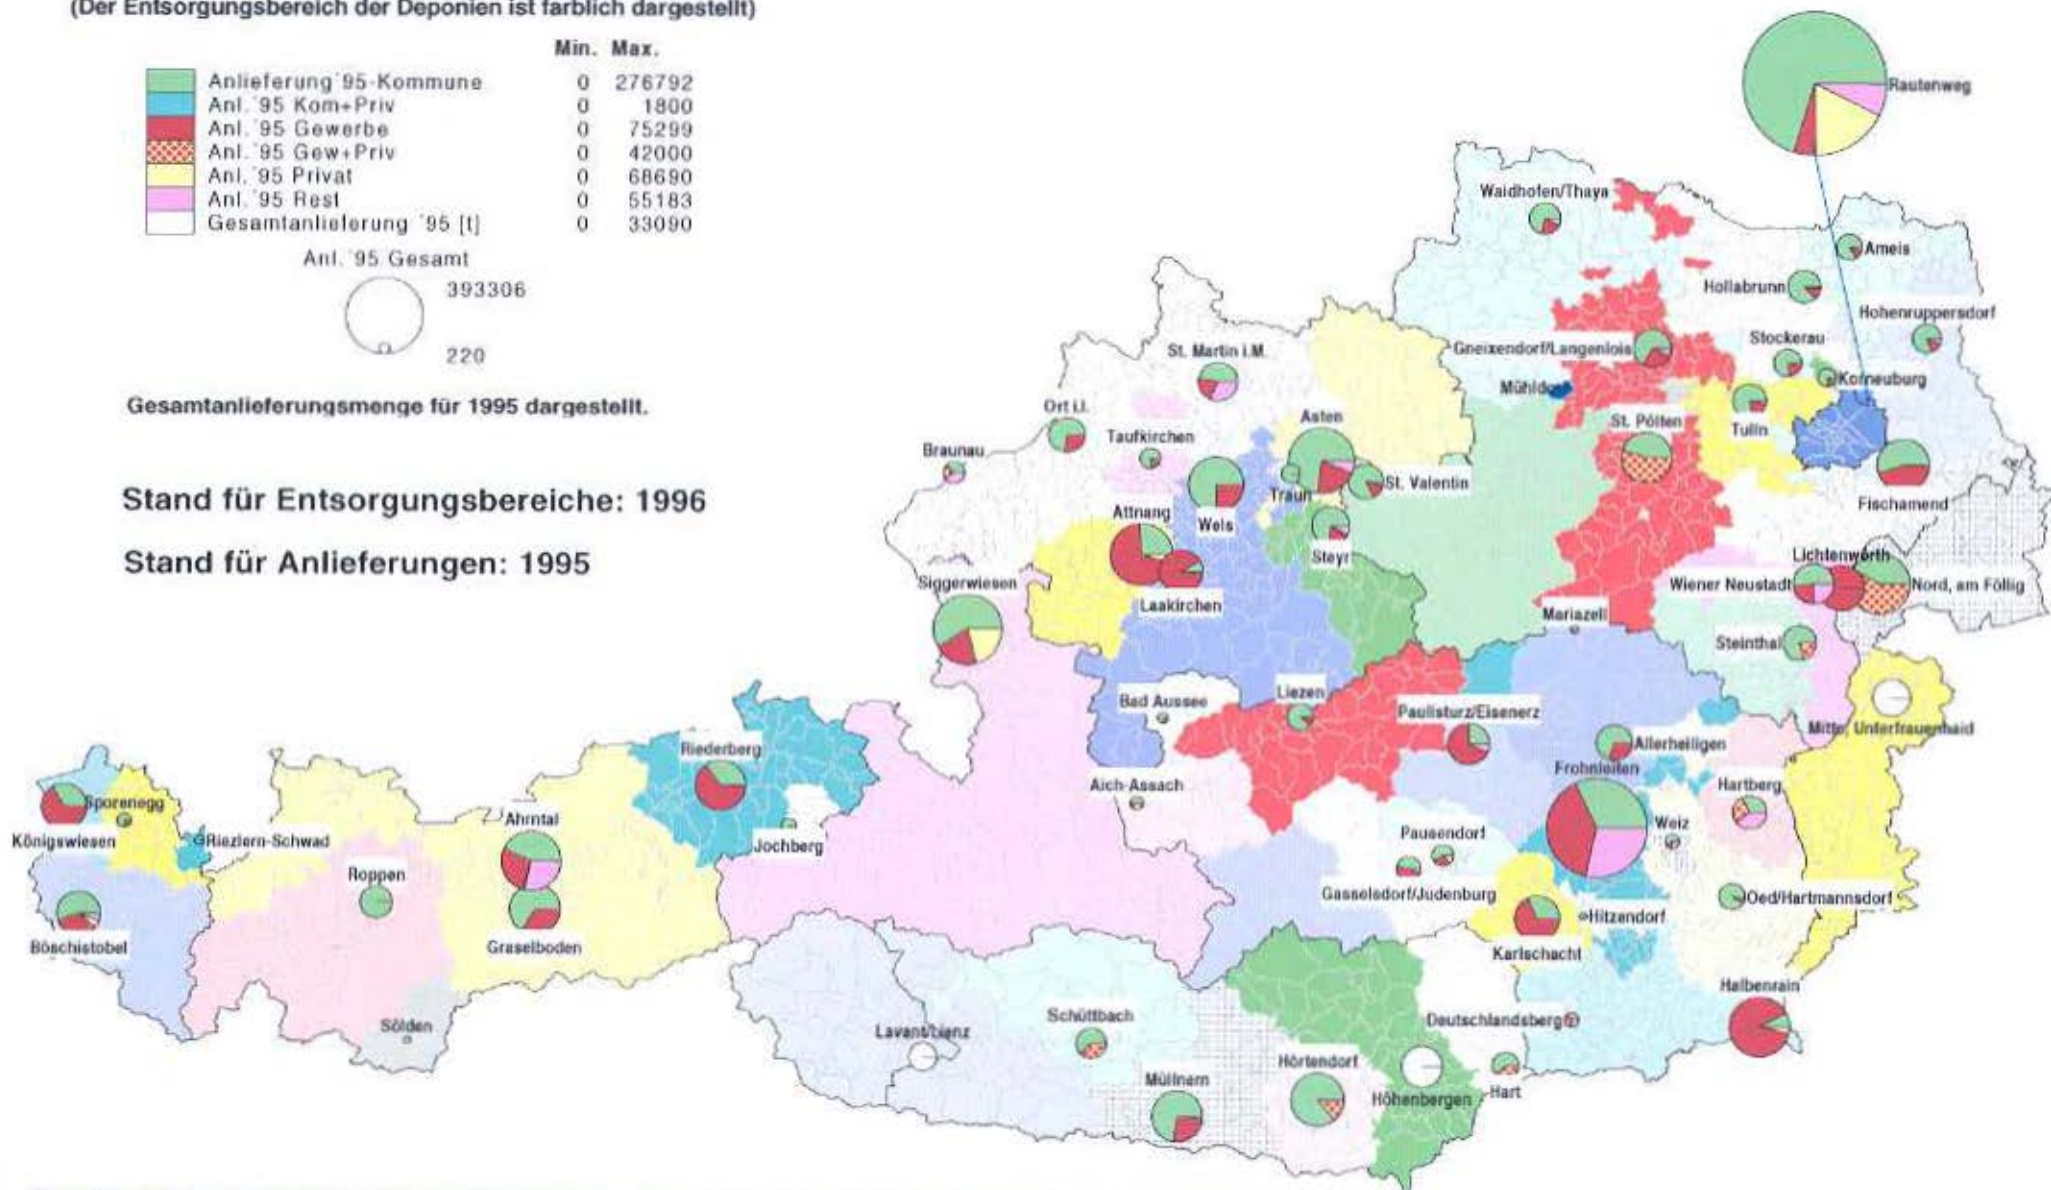 (Der Entsorgungsbereich der Deponien ist farblich dargestellt)
Min. Max.
Anlieferung '95-Kommune 0 276792
Anl. '95 Kom+Priv 0 1800
Anl. '95 Gewerbe 0 75299
Anl. '95 Gew+Priv 0 42000
Anl. '95 Privat 0 68690
Anl. '95 Rest 0 55183
Gesamtanlieferung '95 [t] 0 33090
Anl. '95 Gesamt
393306
220
Gesamtanlieferungsmenge für 1995 dargestellt.
Stand für Entsorgungsbereiche: 1996
Stand für Anlieferungen: 1995
Rautenweg
Waidhofen/Thaya
Ameis
Hollabrunn
Hohenruppersdorf
Stockerau
Gneixendorf/Langenlois
St. Martin i.M.
Korneuburg
Ort i.I.
Asten
St. Pölten
Tulln
Taufkirchen
Braunau
St. Valentin
Traun
Fischamend
Attnang
Wels
Steyr
Lichtenwörth
Siggerwiesen
Wiener Neustadt
Nord, am Föllig
Laakirchen
Mariazell
Steinthal
Liezen
Bad Aussee
Paulisturz/Eisenerz
Mitte, Unterfrauenhaid
Riederberg
Allerheiligen
Frohnleiten
Aich-Assach
Hartberg
Sporenegg
Ahrntal
Weiz
Königswiesen
Riezlern-Schwad
Jochberg
Pausendorf
Roppen
Gasselsdorf/Judenburg
Oed/Hartmannsdorf
Hitzendorf
Böschistobel
Graselboden
Karlschacht
Halbenrain
Schüttbach
Deutschlandsberg
Sölden
Lavant/Lienz
Hörtendorf
Müllnern
Höhenbergen
Hart